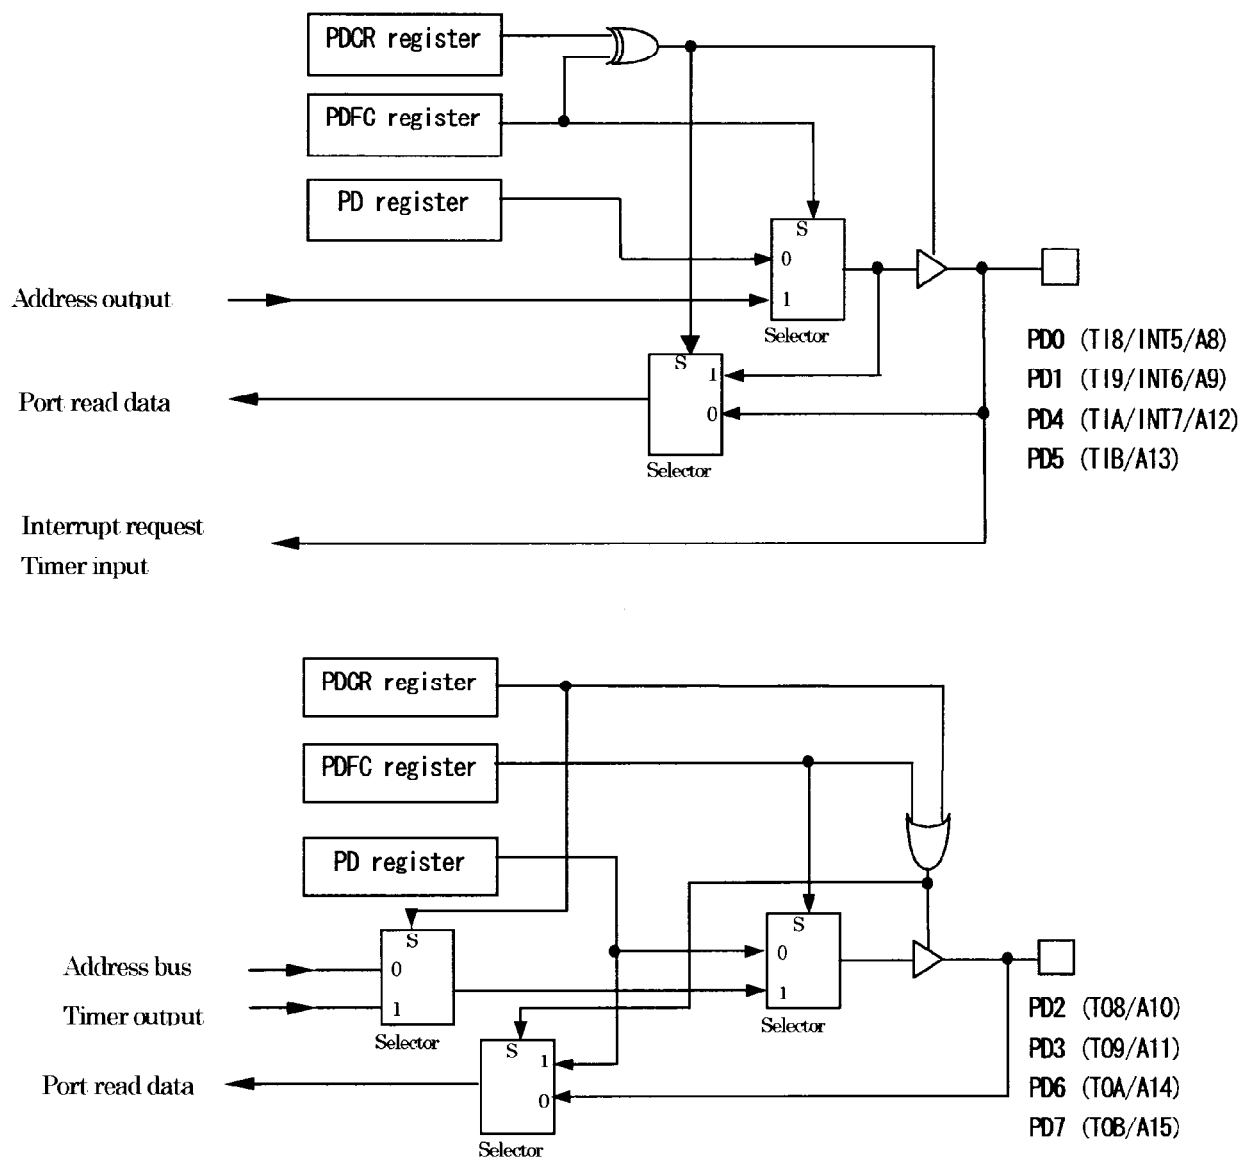 PDCR register
PDFC register
PD register
S
0
Address output
1
Selector
PD0 (TI8/INT5/A8)
S
1
PD1 (TI9/INT6/A9)
Port read data
0
PD4 (TIA/INT7/A12)
Selector
PD5 (TIB/A13)
Interrupt request
Timer input
PDCR register
PDFC register
PD register
S
S
0
Address bus
0
1
PD2 (TO8/A10)
Timer output
1
Selector
Selector
S
1
PD3 (TO9/A11)
Port read data
0
PD6 (TOA/A14)
PD7 (TOB/A15)
Selector